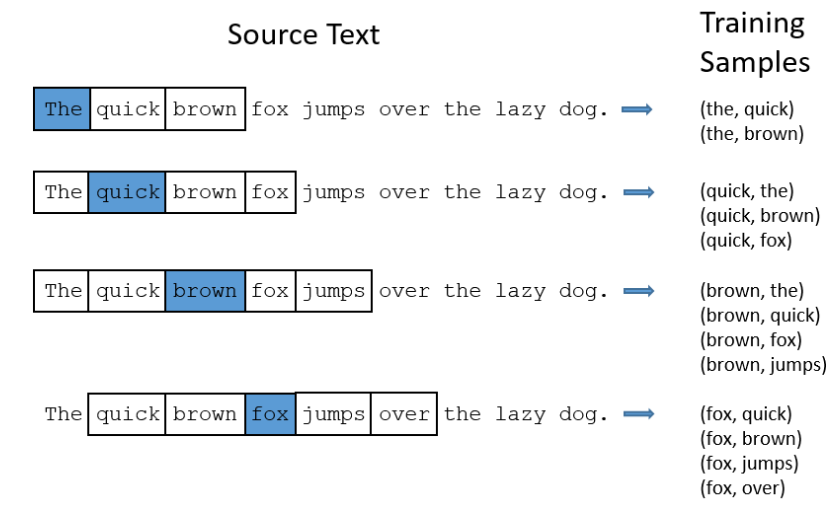 Source Text
Training
Samples
The quick brown fox jumps over the lazy dog.
(the, quick)
(the, brown)
The quick brown fox jumps over the lazy dog.
(quick, the)
(quick, brown)
(quick, fox)
The quick brown fox jumps over the lazy dog.
(brown, the)
(brown, quick)
(brown, fox)
(brown, jumps)
The quick brown fox jumps over the lazy dog.
(fox, quick)
(fox, brown)
(fox, jumps)
(fox, over)